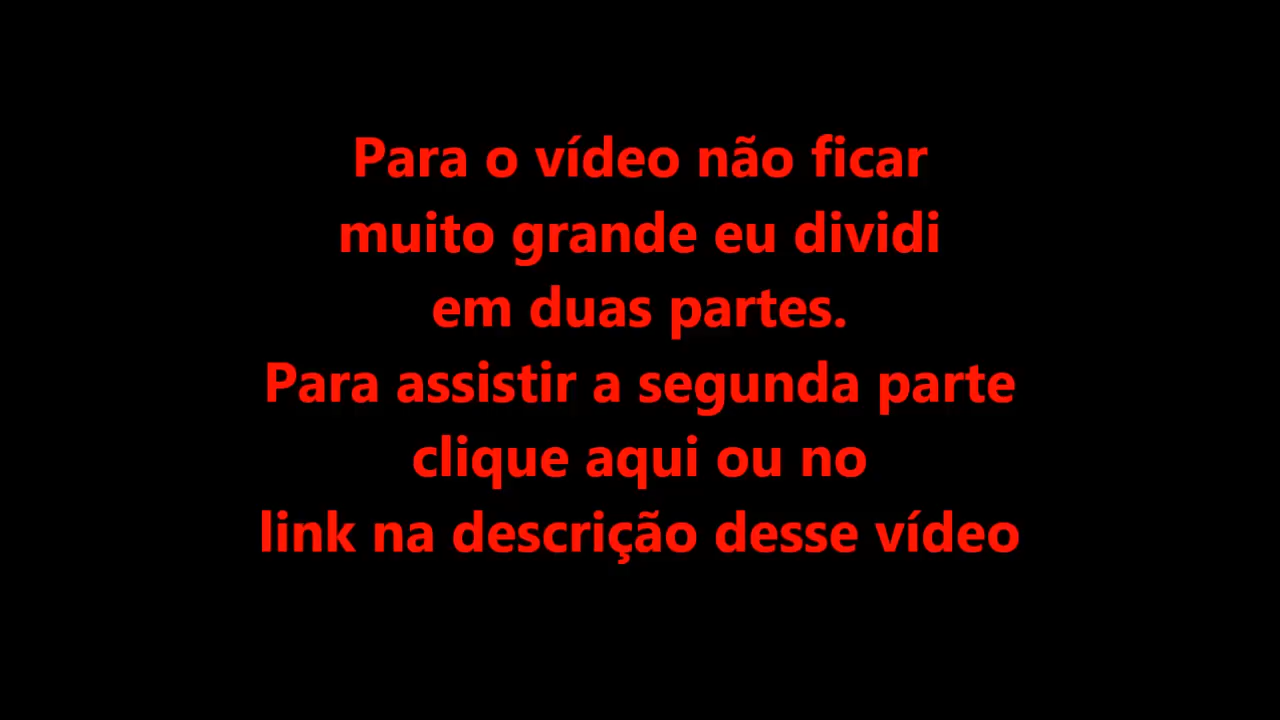 Para o vídeo não ficar
muito grande eu dividi
em duas partes.
Para assistir a segunda parte
clique aqui ou no
link na descrição desse vídeo